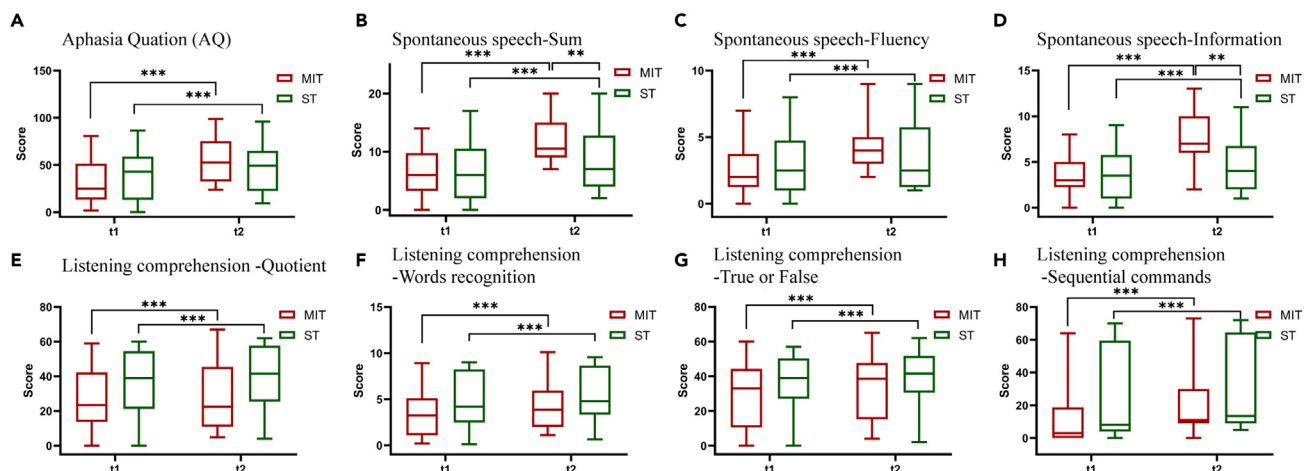 A
Aphasia Quation (AQ)
Score
150
100
50
0
***
***
MIT
ST
t1
t2
B
Spontaneous speech-Sum
Score
20
10
0
***
**
***
MIT
ST
t1
t2
C
Spontaneous speech-Fluency
Score
10
5
0
***
***
MIT
ST
t1
t2
D
Spontaneous speech-Information
Score
15
10
5
0
***
**
***
MIT
ST
t1
t2
E
Listening comprehension -Quotient
Score
80
60
40
20
0
***
***
MIT
ST
t1
t2
F
Listening comprehension
-Words recognition
Score
15
10
5
0
***
***
MIT
ST
t1
t2
G
Listening comprehension
-True or False
Score
80
60
40
20
0
***
***
MIT
ST
t1
t2
H
Listening comprehension
-Sequential commands
Score
80
60
40
20
0
***
***
MIT
ST
t1
t2